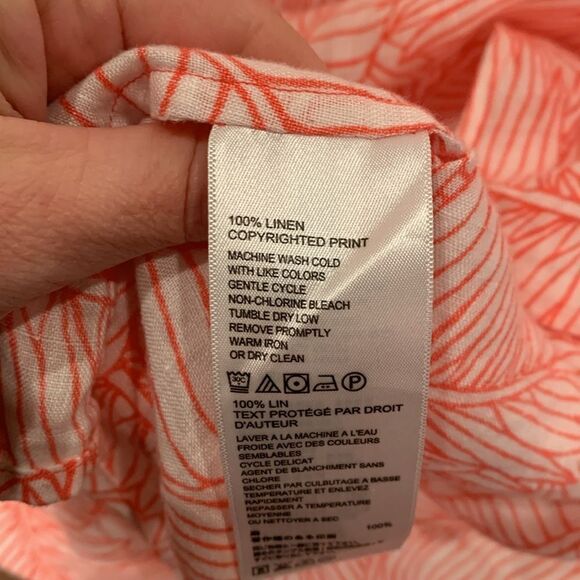 100% LINEN
COPYRIGHTED PRINT
MACHINE WASH COLD
WITH LIKE COLORS
GENTLE CYCLE
NON-CHLORINE BLEACH
TUMBLE DRY LOW
REMOVE PROMPTLY
WARM IRON
OR DRY CLEAN
30C P
100% LIN
TEXT PROTÉGÉ PAR DROIT
D'AUTEUR
LAVER A LA MACHINE A L'EAU
FROIDE AVEC DES COULEURS
SEMBLABLES
CYCLE DELICAT
AGENT DE BLANCHIMENT SANS
CHLORE
SECHER PAR CULBUTAGE A BASSE
TEMPERATURE ET ENLEVEZ
RAPIDEMENT
REPASSER A TEMPERATURE
MOYENNE
OU NETTOYER A SEC
100%